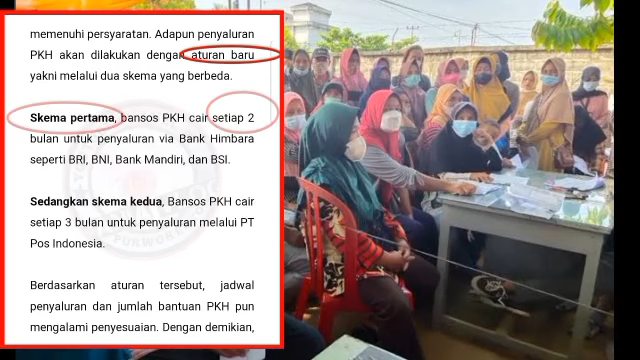 memenuhi persyaratan. Adapun penyaluran
PKH akan dilakukan dengan aturan baru
yakni melalui dua skema yang berbeda.
Skema pertama, bansos PKH cair setiap 2
bulan untuk penyaluran via Bank Himbara
seperti BRI, BNI, Bank Mandiri, dan BSI.
Sedangkan skema kedua, Bansos PKH cair
setiap 3 bulan untuk penyaluran melalui PT
Pos Indonesia.
Berdasarkan aturan tersebut, jadwal
penyaluran dan jumlah bantuan PKH pun
mengalami penyesuaian. Dengan demikian,